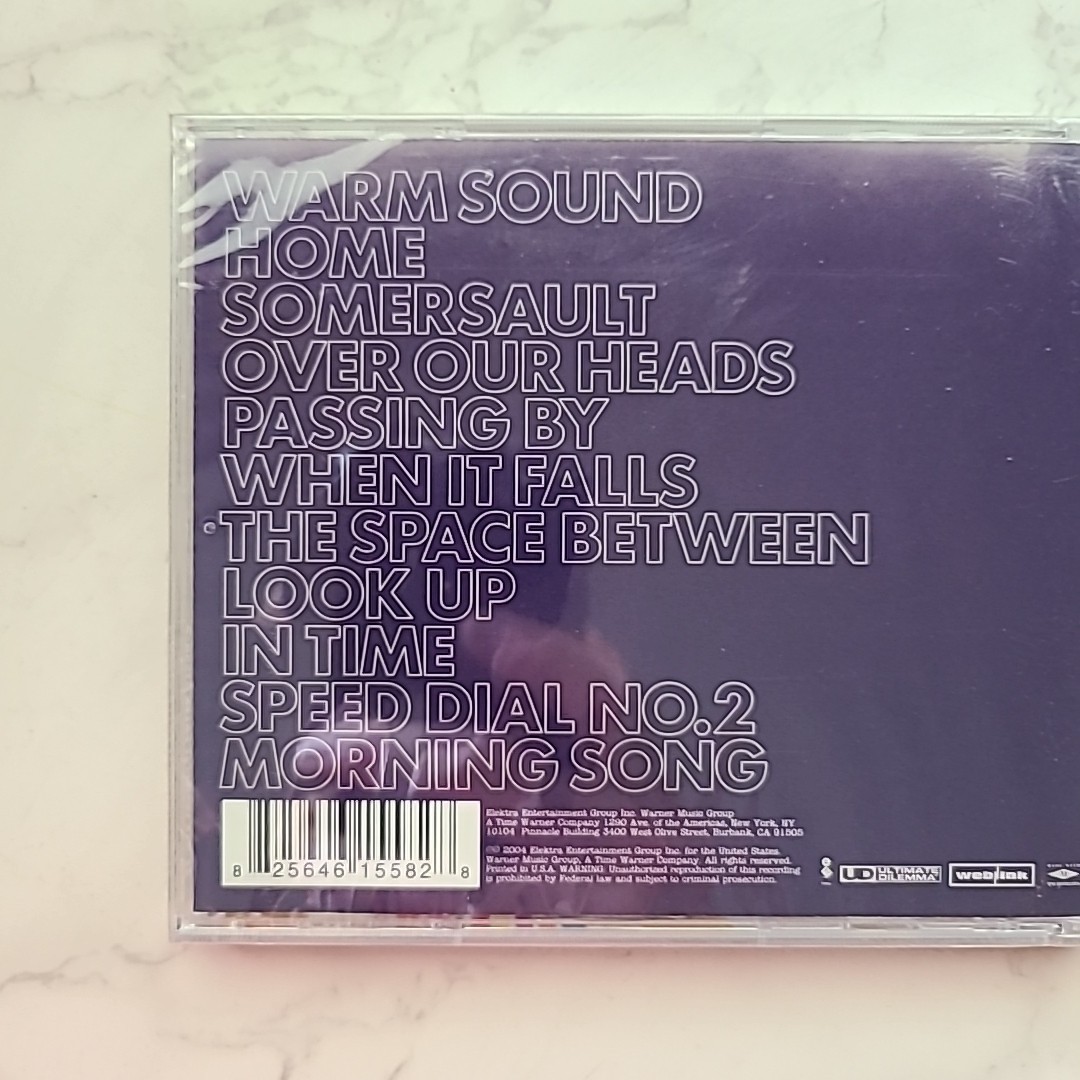 WARM SOUND
HOME
SOMERSAULT
OVER OUR HEADS
PASSING BY
WHEN IT FALLS
THE SPACE BETWEEN
LOOK UP
IN TIME
SPEED DIAL NO.2
MORNING SONG
Elektra Entertainment Group Inc. Warner Music Group
A Time Warner Company 1290 Ave. of the Americas, New York, NY
10104 Pinnacle Building 3400 West Olive Street, Burbank, CA 91505
℗© 2004 Elektra Entertainment Group Inc. for the United States.
Warner Music Group, A Time Warner Company. All rights reserved.
Printed in U.S.A. WARNING: Unauthorized reproduction of this recording
is prohibited by Federal law and subject to criminal prosecution.
8 25646 15582 8
UD ULTIMATE DILEMMA
weblink